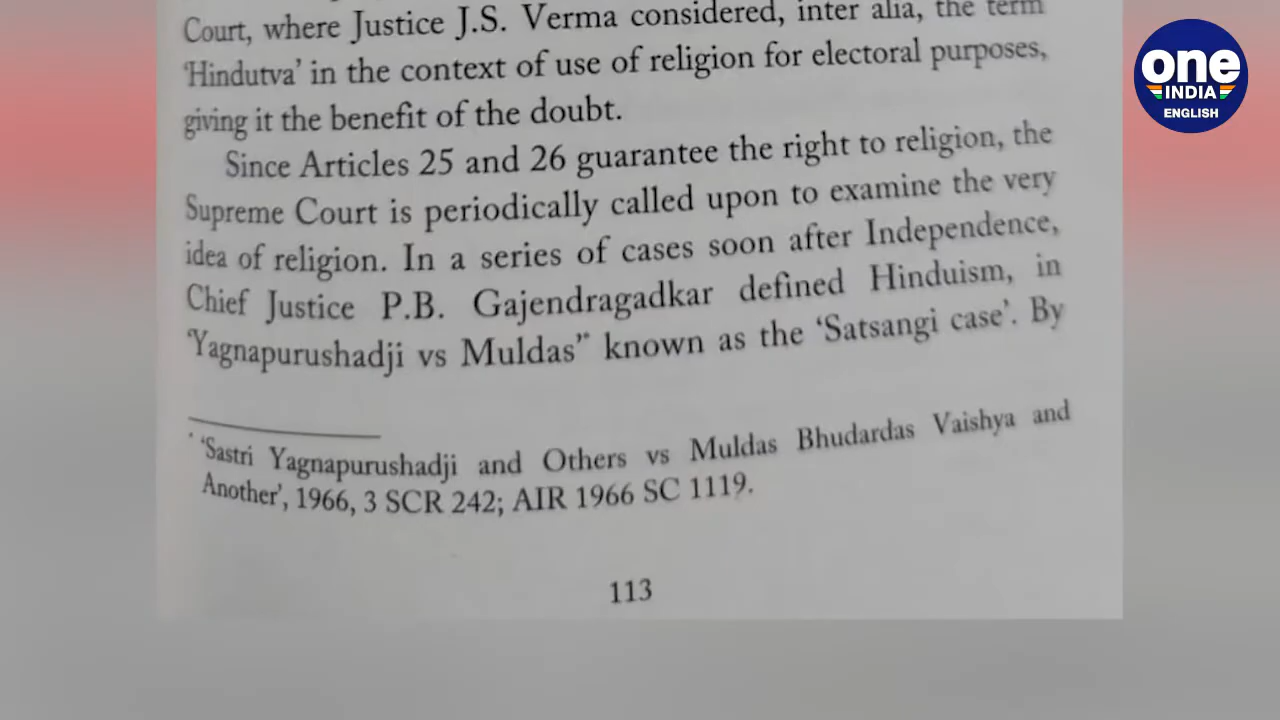 Court, where Justice J.S. Verma considered, inter alia, the term
'Hindutva' in the context of use of religion for electoral purposes,
giving it the benefit of the doubt.
Since Articles 25 and 26 guarantee the right to religion, the
Supreme Court is periodically called upon to examine the very
idea of religion. In a series of cases soon after Independence,
Chief Justice P.B. Gajendragadkar defined Hinduism, in
'Yagnapurushadji vs Muldas'* known as the 'Satsangi case'. By
* 'Sastri Yagnapurushadji and Others vs Muldas Bhudardas Vaishya and
Another', 1966, 3 SCR 242; AIR 1966 SC 1119.
113
one
INDIA
ENGLISH